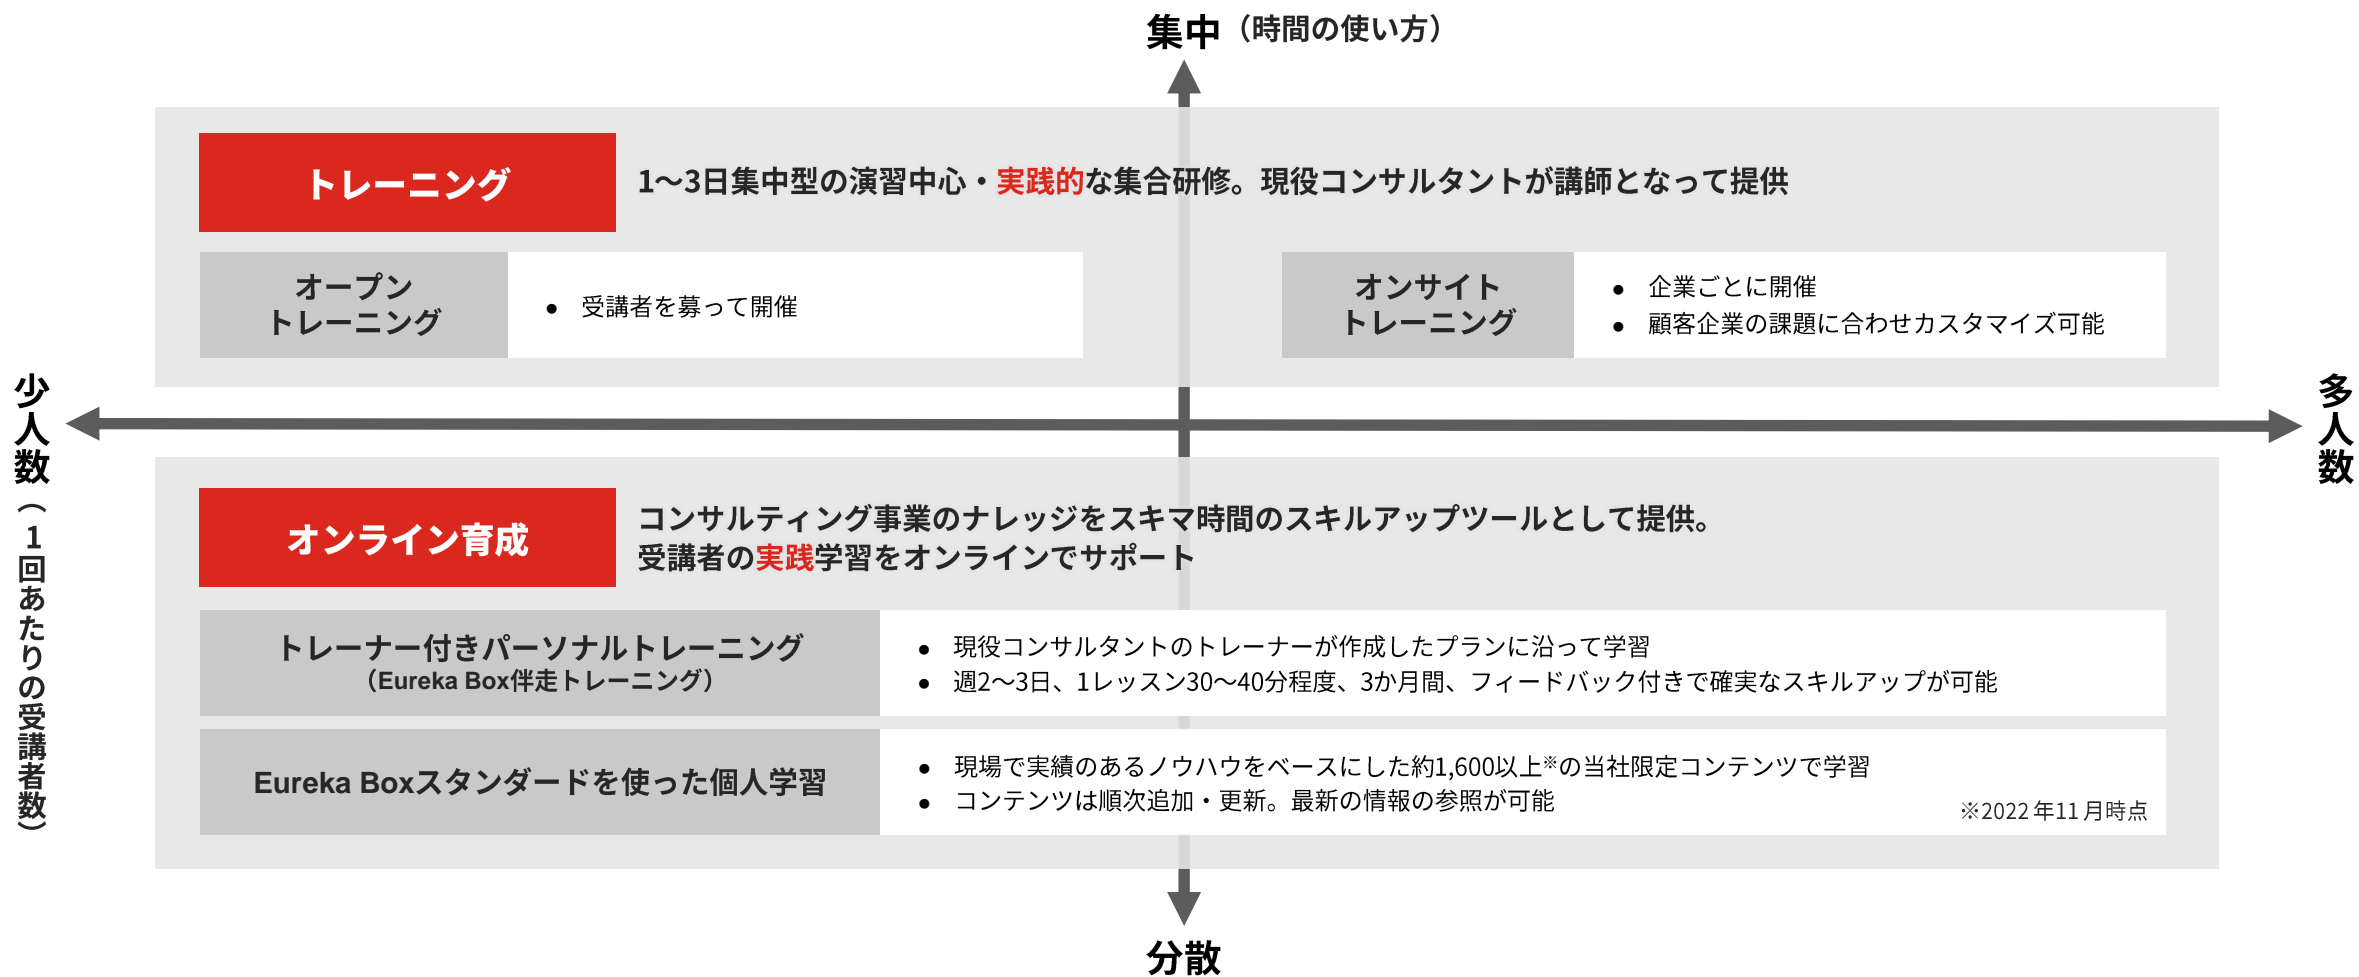 集中（時間の使い方）
トレーニング
1〜3日集中型の演習中心・実践的な集合研修。現役コンサルタントが講師となって提供
オープン
トレーニング
● 受講者を募って開催
オンサイト
トレーニング
● 企業ごとに開催
● 顧客企業の課題に合わせカスタマイズ可能
少人数（１回あたりの受講者数）
多人数
オンライン育成
コンサルティング事業のナレッジをスキマ時間のスキルアップツールとして提供。
受講者の実践学習をオンラインでサポート
トレーナー付きパーソナルトレーニング
（Eureka Box伴走トレーニング）
● 現役コンサルタントのトレーナーが作成したプランに沿って学習
● 週2〜3日、1レッスン30〜40分程度、3か月間、フィードバック付きで確実なスキルアップが可能
Eureka Boxスタンダードを使った個人学習
● 現場で実績のあるノウハウをベースにした約1,600以上※の当社限定コンテンツで学習
● コンテンツは順次追加・更新。最新の情報の参照が可能
※2022年11月時点
分散